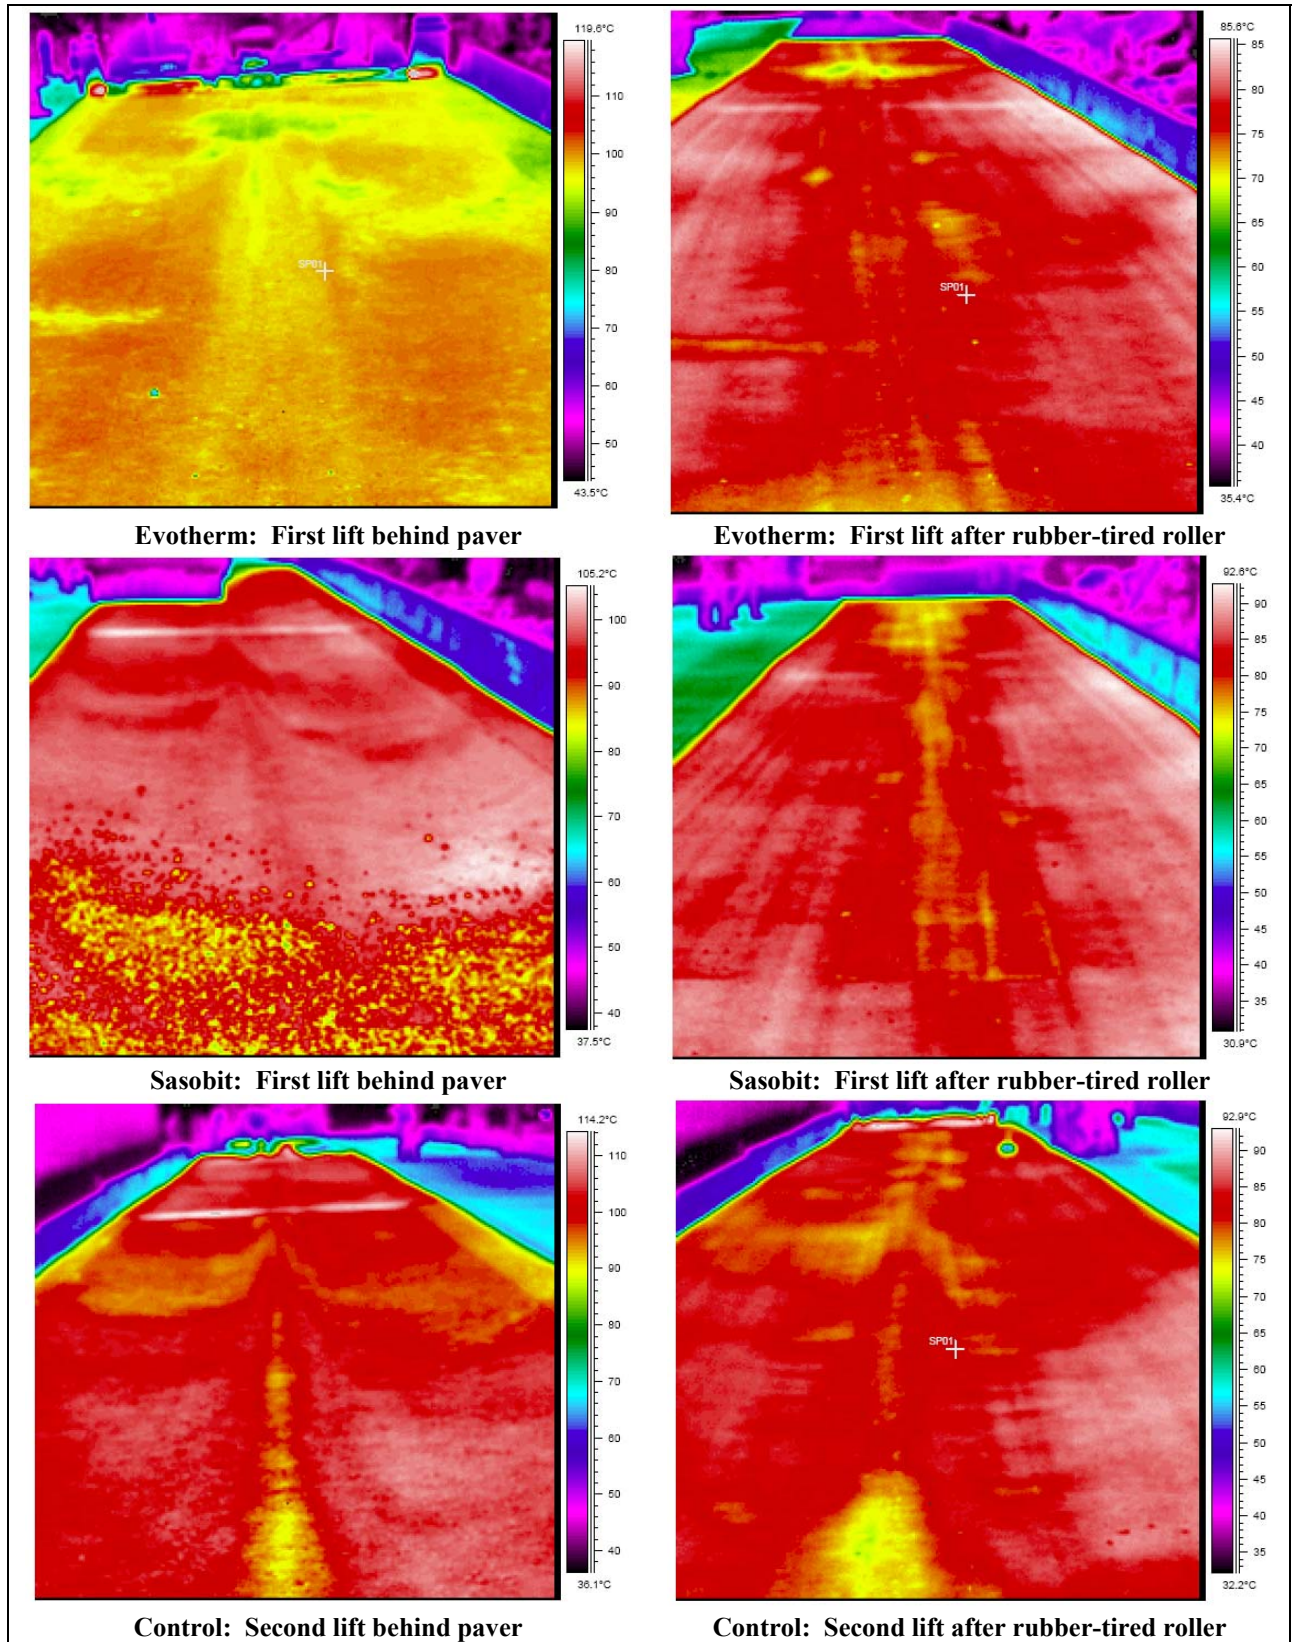 119.6°C
110
100
90
80
70
60
50
43.5°C
SP01
Evotherm: First lift behind paver
85.6°C
85
80
75
70
65
60
55
50
45
40
35.4°C
SP01
Evotherm: First lift after rubber-tired roller
105.2°C
100
90
80
70
60
50
40
37.5°C
Sasobit: First lift behind paver
92.6°C
90
85
80
75
70
65
60
55
50
45
40
35
30.9°C
Sasobit: First lift after rubber-tired roller
114.2°C
110
100
90
80
70
60
50
40
36.1°C
Control: Second lift behind paver
92.9°C
90
85
80
75
70
65
60
55
50
45
40
35
32.2°C
SP01
Control: Second lift after rubber-tired roller